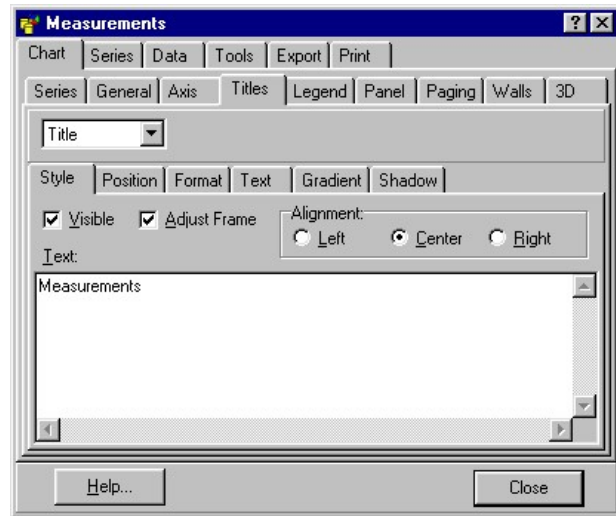 Measurements
Chart Series Data Tools Export Print
Series General Axis Titles Legend Panel Paging Walls 3D
Title
Style Position Format Text Gradient Shadow
Visible Adjust Frame Alignment:
Left Center Right
Text:
Measurements
Help... Close